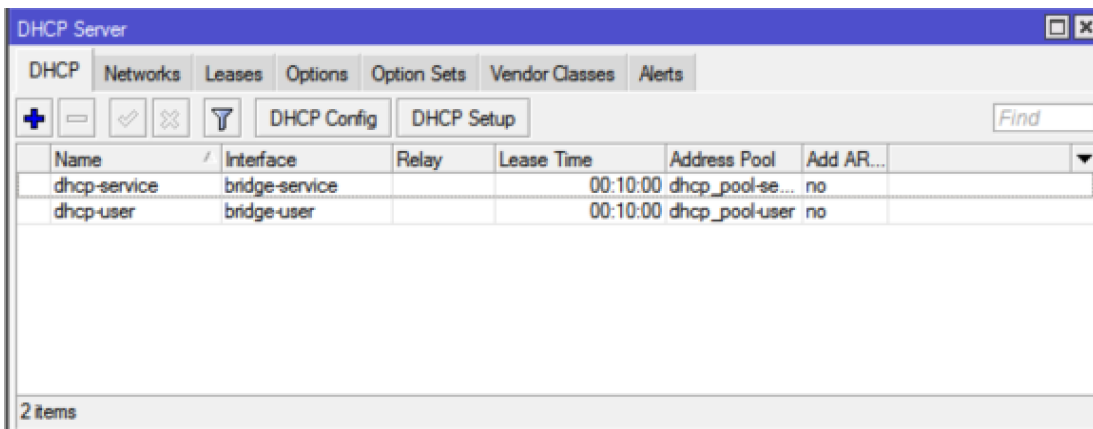 DHCP Server
DHCP Networks Leases Options Option Sets Vendor Classes Alerts
DHCP Config DHCP Setup Find
Name Interface Relay Lease Time Address Pool Add AR...
dhcp-service bridge-service 00:10:00 dhcp_pool-se... no
dhcp-user bridge-user 00:10:00 dhcp_pool-user no
2 items